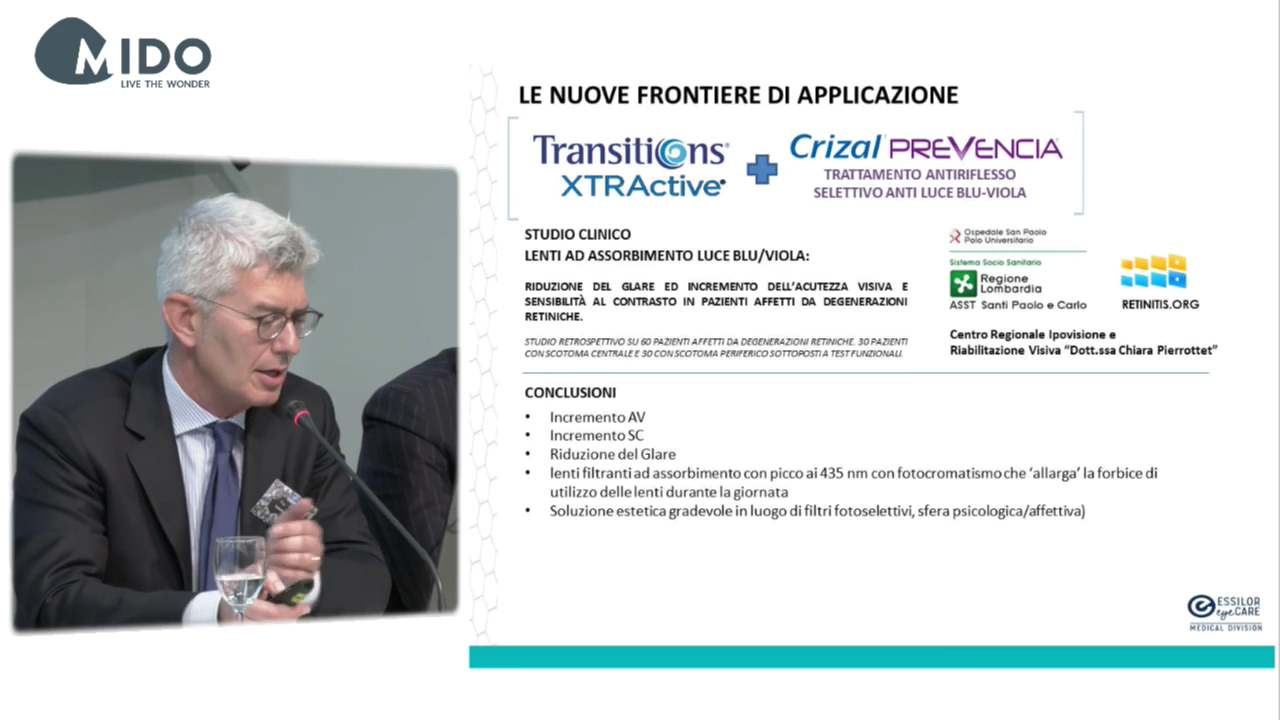 MIDO
LIVE THE WONDER
LE NUOVE FRONTIERE DI APPLICAZIONE
Transitions®
XTRActive®
Crizal® PREVENCIA
TRATTAMENTO ANTIRIFLESSO
SELETTIVO ANTI LUCE BLU-VIOLA
STUDIO CLINICO
LENTI AD ASSORBIMENTO LUCE BLU/VIOLA:
RIDUZIONE DEL GLARE ED INCREMENTO DELL'ACUTEZZA VISIVA E
SENSIBILITÀ AL CONTRASTO IN PAZIENTI AFFETTI DA DEGENERAZIONI
RETINICHE.
STUDIO RETROSPETTIVO SU 60 PAZIENTI AFFETTI DA DEGENERAZIONI RETINICHE. 30 PAZIENTI
CON SCOTOMA CENTRALE E 30 CON SCOTOMA PERIFERICO SOTTOPOSTI A TEST FUNZIONALI.
Ospedale San Paolo
Polo Universitario
Sistema Socio Sanitario
Regione
Lombardia
ASST Santi Paolo e Carlo
RETINITIS.ORG
Centro Regionale Ipovisione e
Riabilitazione Visiva "Dott.ssa Chiara Pierrottet"
CONCLUSIONI
• Incremento AV
• Incremento SC
• Riduzione del Glare
• lenti filtranti ad assorbimento con picco ai 435 nm con fotocromatismo che 'allarga' la forbice di
utilizzo delle lenti durante la giornata
• Soluzione estetica gradevole in luogo di filtri fotoselettivi, sfera psicologica/affettiva)
ESSILOR
eyeCARE
MEDICAL DIVISION